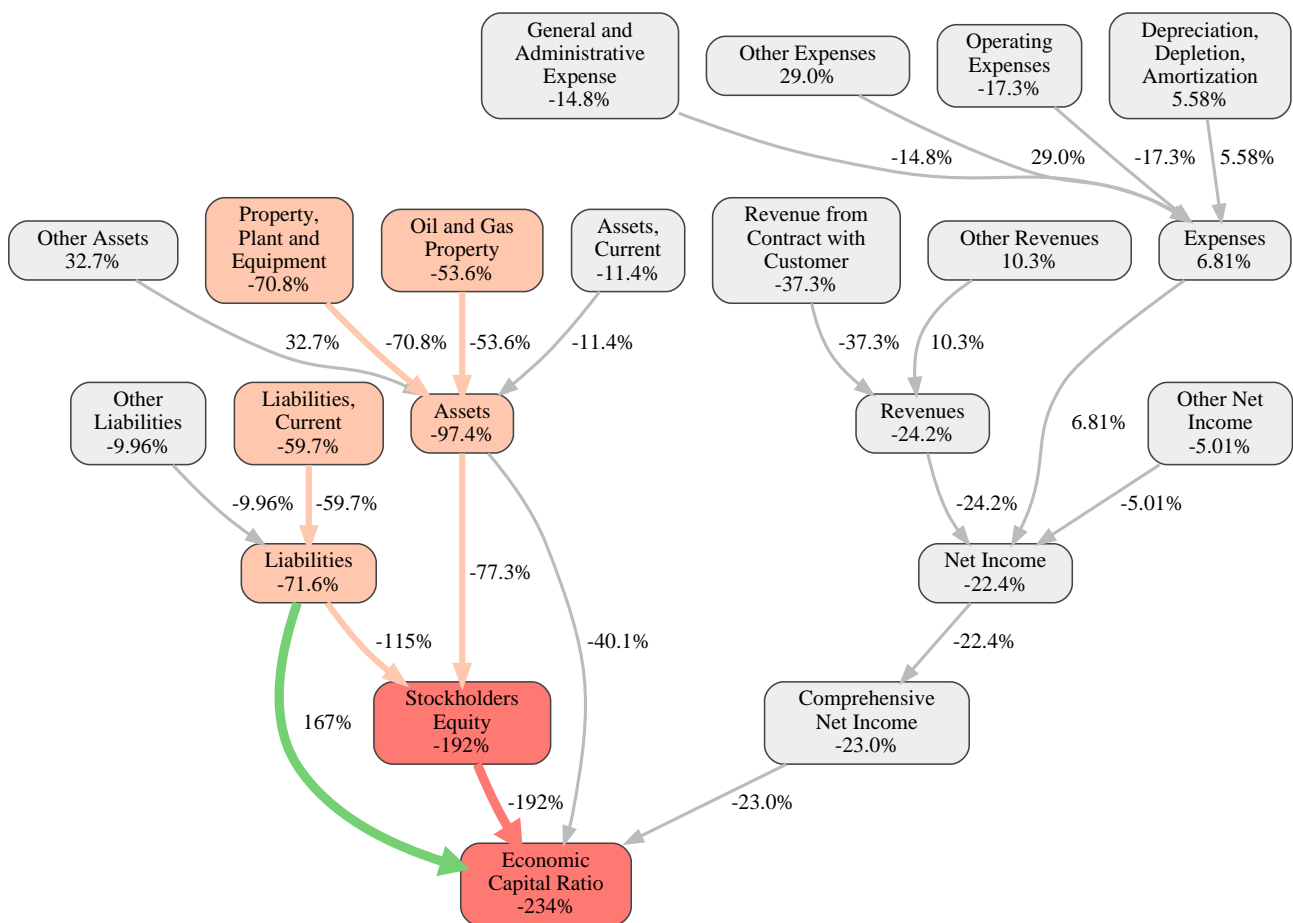 General and
Administrative
Expense
-14.8%
Other Expenses
29.0%
Operating
Expenses
-17.3%
Depreciation,
Depletion,
Amortization
5.58%
-14.8%
29.0%
-17.3%
5.58%
Other Assets
32.7%
Property,
Plant and
Equipment
-70.8%
Oil and Gas
Property
-53.6%
Assets,
Current
-11.4%
Revenue from
Contract with
Customer
-37.3%
Other Revenues
10.3%
Expenses
6.81%
32.7%
-70.8%
-53.6%
-11.4%
-37.3%
10.3%
Other
Liabilities
-9.96%
Liabilities,
Current
-59.7%
Assets
-97.4%
Revenues
-24.2%
6.81%
Other Net
Income
-5.01%
-9.96%
-59.7%
-24.2%
-5.01%
Liabilities
-71.6%
-77.3%
Net Income
-22.4%
-115%
-40.1%
-22.4%
Stockholders
Equity
-192%
Comprehensive
Net Income
-23.0%
167%
-192%
-23.0%
Economic
Capital Ratio
-234%